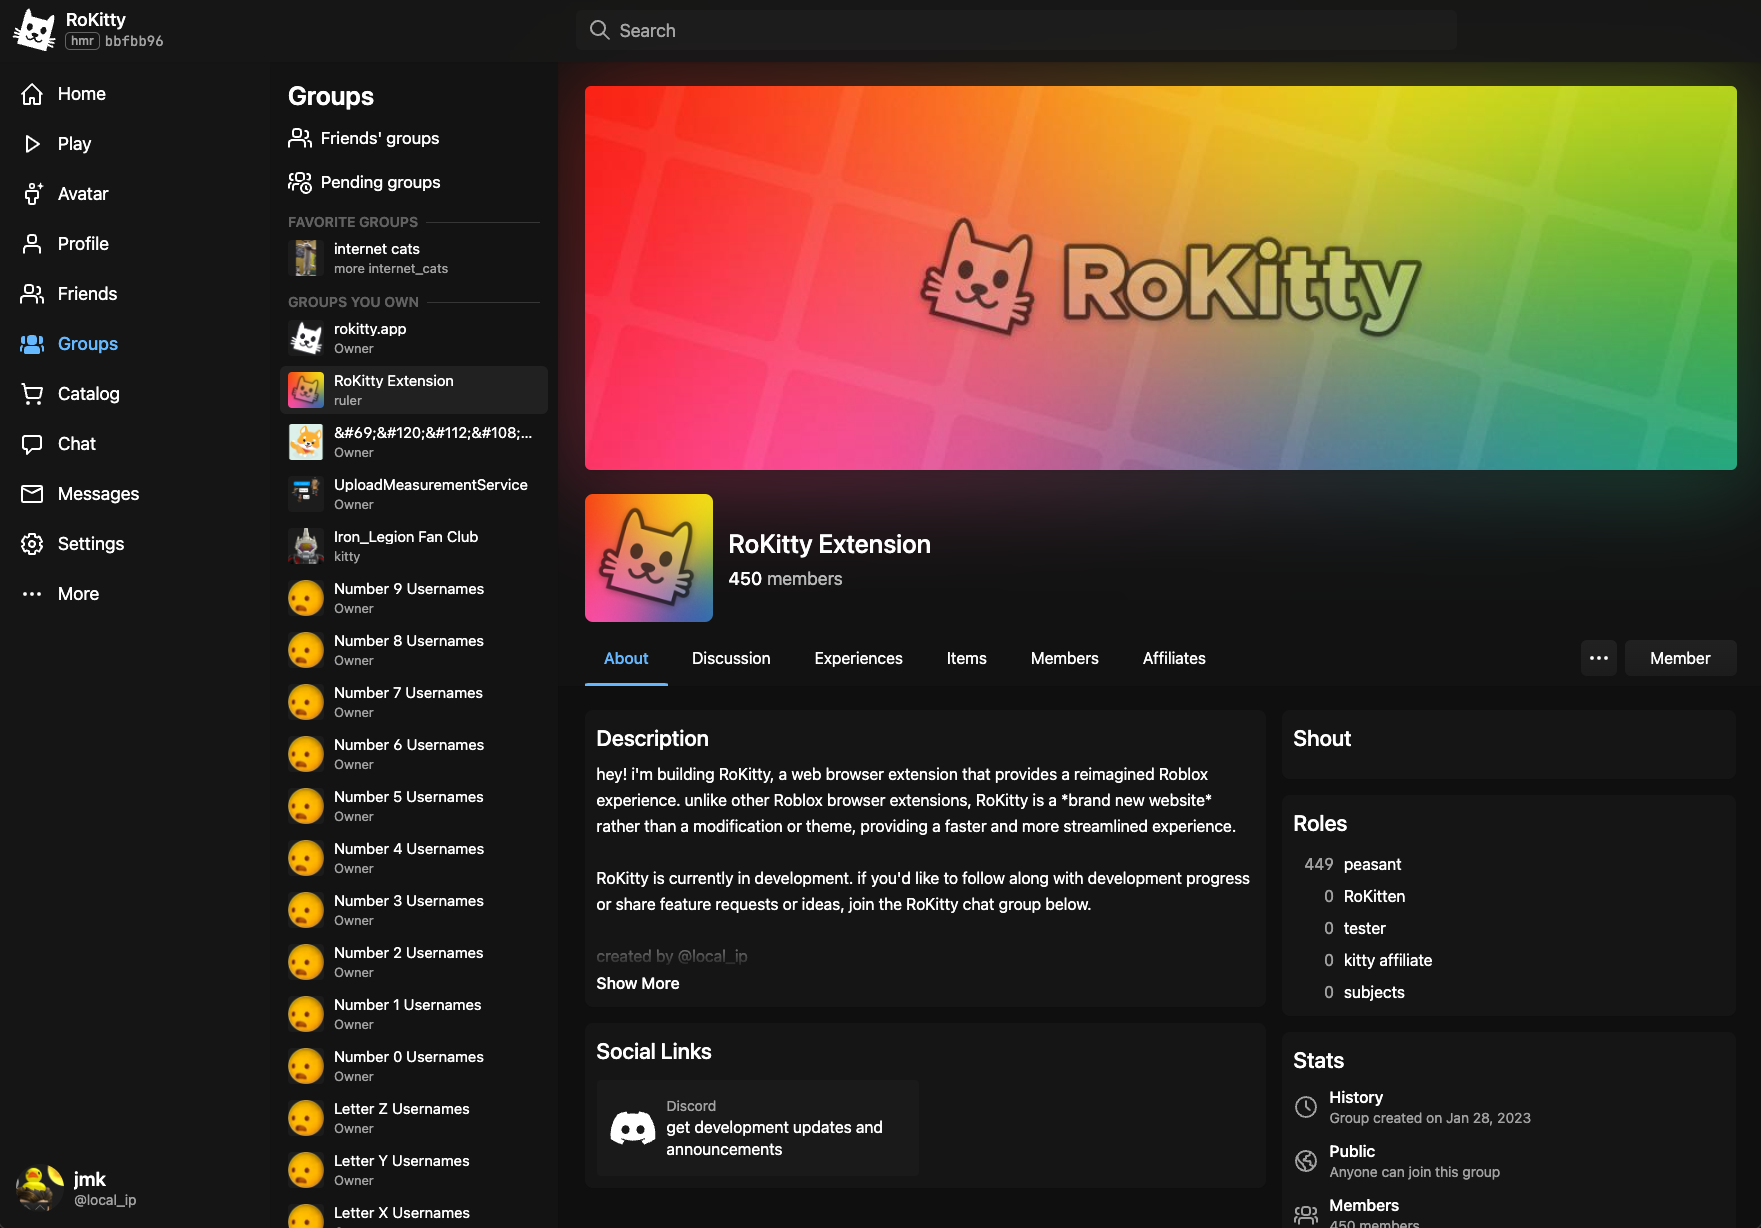 RoKitty
hmr bbfbb96
Search
Home
Play
Avatar
Profile
Friends
Groups
Catalog
Chat
Messages
Settings
More
jmk
@local_ip
Groups
Friends' groups
Pending groups
FAVORITE GROUPS
internet cats
more internet_cats
GROUPS YOU OWN
rokitty.app
Owner
RoKitty Extension
ruler
&#69;&#120;&#112;&#108;...
Owner
UploadMeasurementService
Owner
Iron_Legion Fan Club
kitty
Number 9 Usernames
Owner
Number 8 Usernames
Owner
Number 7 Usernames
Owner
Number 6 Usernames
Owner
Number 5 Usernames
Owner
Number 4 Usernames
Owner
Number 3 Usernames
Owner
Number 2 Usernames
Owner
Number 1 Usernames
Owner
Number 0 Usernames
Owner
Letter Z Usernames
Owner
Letter Y Usernames
Owner
Letter X Usernames
RoKitty
RoKitty Extension
450 members
About
Discussion
Experiences
Items
Members
Affiliates
Member
Description
hey! i'm building RoKitty, a web browser extension that provides a reimagined Roblox
experience. unlike other Roblox browser extensions, RoKitty is a *brand new website*
rather than a modification or theme, providing a faster and more streamlined experience.
RoKitty is currently in development. if you'd like to follow along with development progress
or share feature requests or ideas, join the RoKitty chat group below.
created by @local_ip
Show More
Social Links
Discord
get development updates and
announcements
Shout
Roles
449 peasant
0 RoKitten
0 tester
0 kitty affiliate
0 subjects
Stats
History
Group created on Jan 28, 2023
Public
Anyone can join this group
Members
450 members